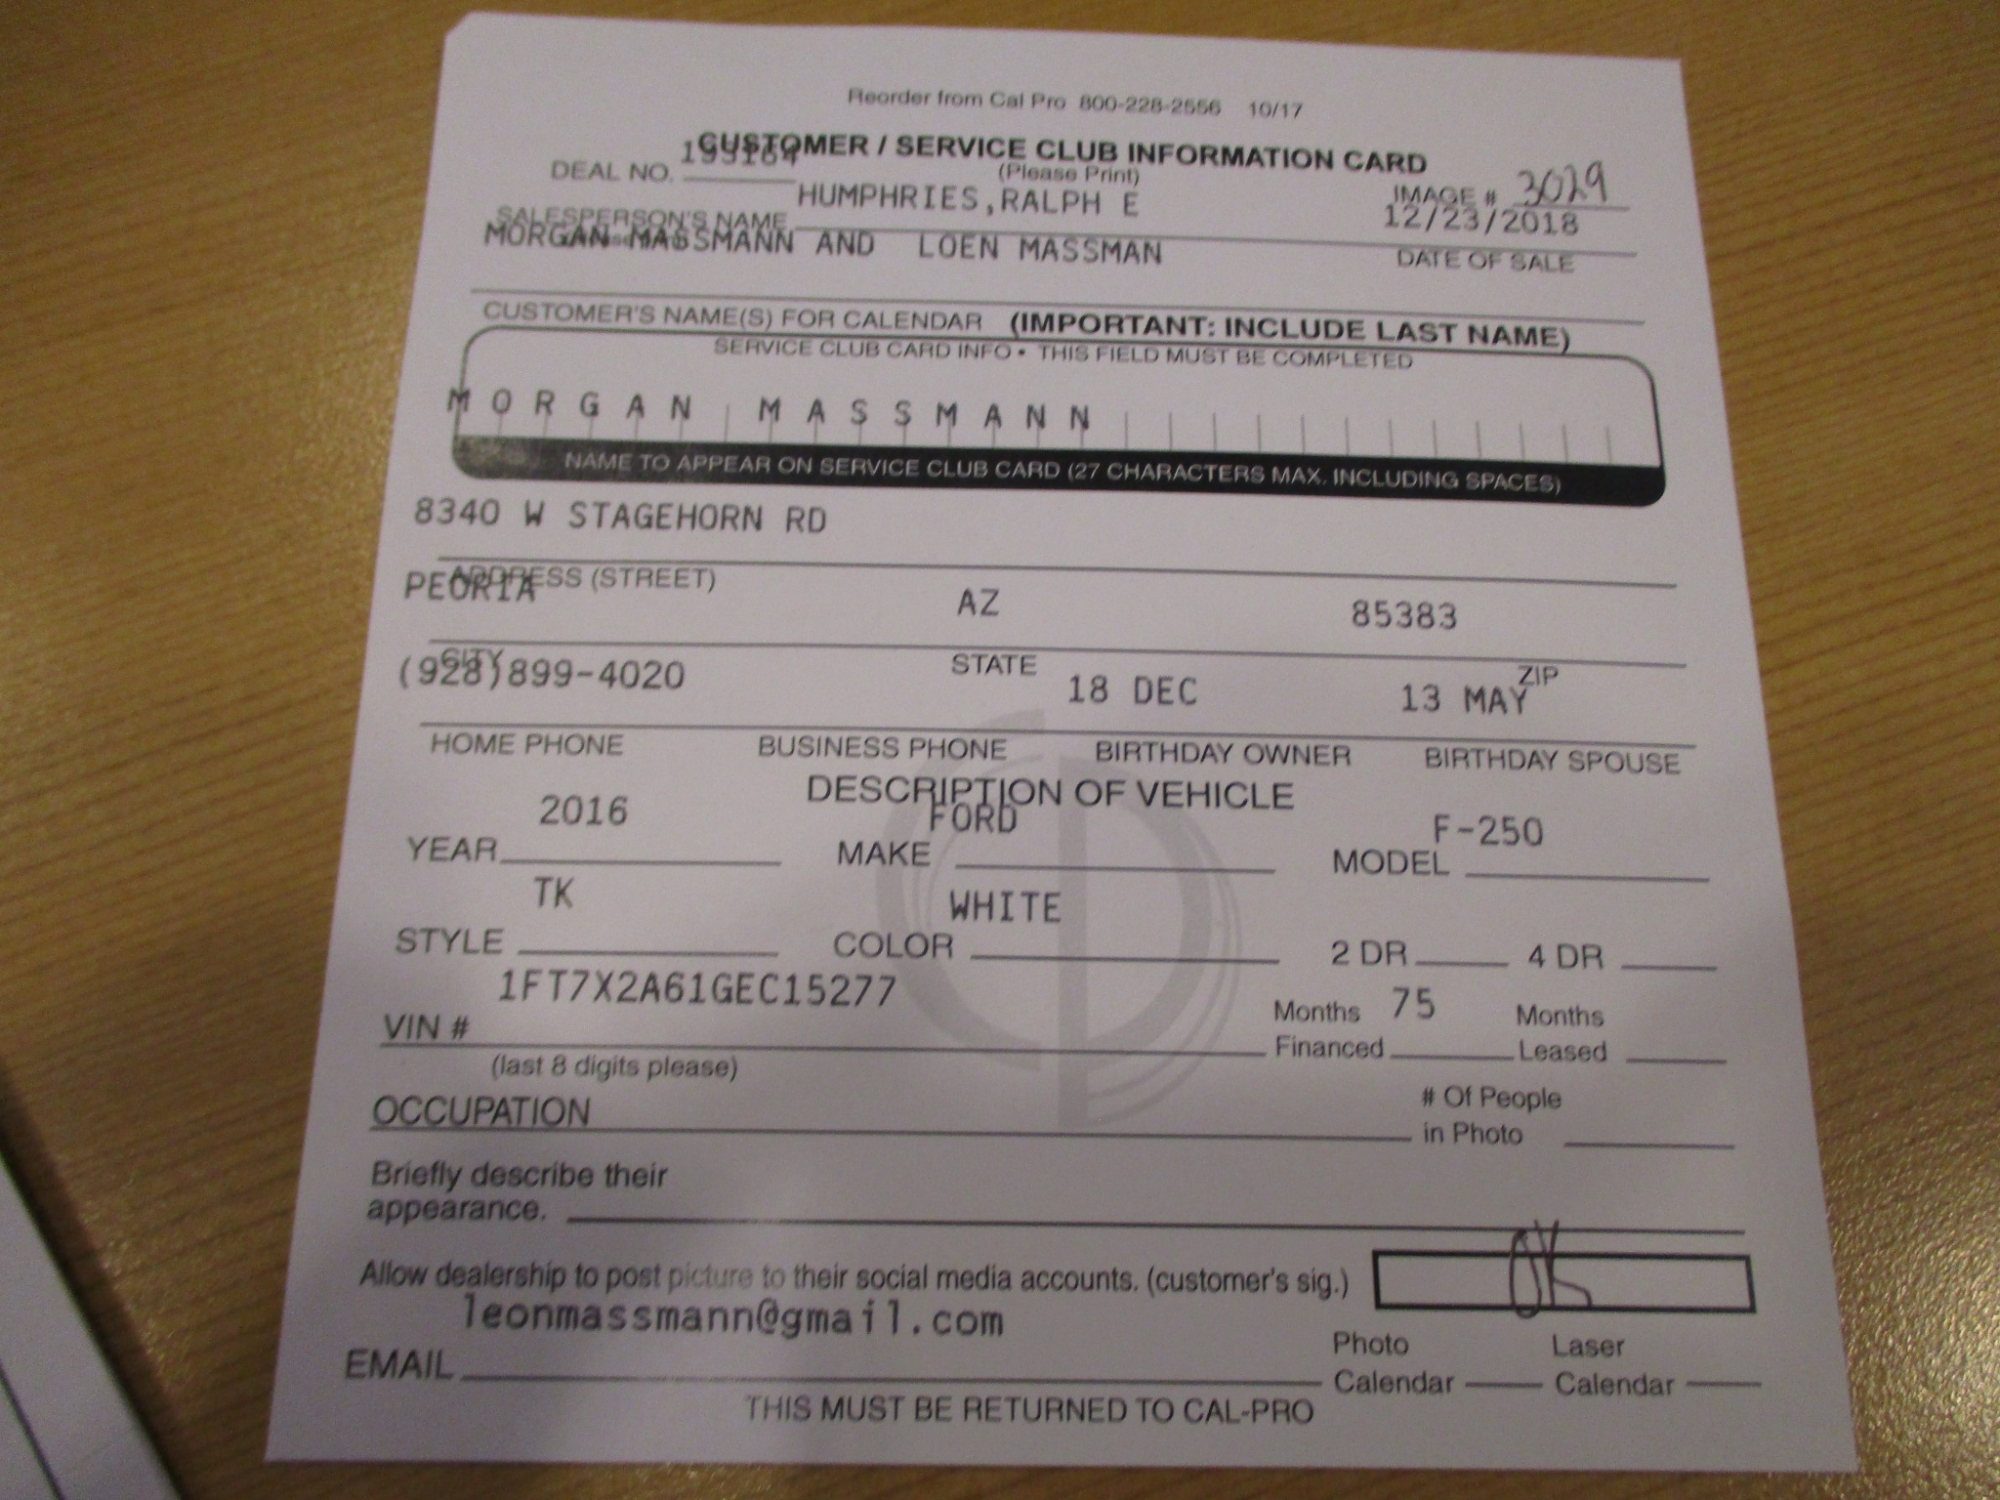 Reorder from Cal Pro 800-228-2556 10/17
CUSTOMER / SERVICE CLUB INFORMATION CARD
(Please Print)
DEAL NO.
IMAGE # 3029
HUMPHRIES,RALPH E
12/23/2018
SALESPERSON'S NAME
MORGAN MASSMANN AND LOEN MASSMAN
DATE OF SALE
CUSTOMER'S NAME(S) FOR CALENDAR (IMPORTANT: INCLUDE LAST NAME)
SERVICE CLUB CARD INFO • THIS FIELD MUST BE COMPLETED
MORGAN MASSMANN
NAME TO APPEAR ON SERVICE CLUB CARD (27 CHARACTERS MAX. INCLUDING SPACES)
8340 W STAGEHORN RD
ADDRESS (STREET)
PEORIA AZ 85383
CITY STATE ZIP
(928)899-4020 18 DEC 13 MAY
HOME PHONE BUSINESS PHONE BIRTHDAY OWNER BIRTHDAY SPOUSE
DESCRIPTION OF VEHICLE
2016 FORD F-250
YEAR MAKE MODEL
TK WHITE
STYLE COLOR 2 DR 4 DR
1FT7X2A61GEC15277
VIN #
(last 8 digits please)
Months 75 Months
Financed Leased
OCCUPATION
# Of People
in Photo
Briefly describe their
appearance.
Allow dealership to post picture to their social media accounts. (customer's sig.) OK
leonmassmann@gmail.com
EMAIL
Photo Laser
Calendar Calendar
THIS MUST BE RETURNED TO CAL-PRO